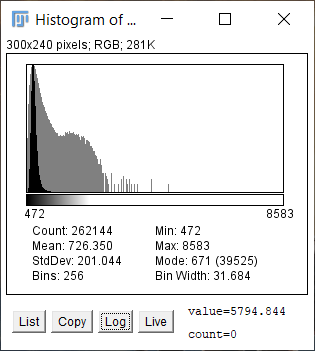 Histogram of ...
300x240 pixels; RGB; 281K
472 8583
Count: 262144 Min: 472
Mean: 726.350 Max: 8583
StdDev: 201.044 Mode: 671 (39525)
Bins: 256 Bin Width: 31.684
List Copy Log Live value=5794.844
count=0